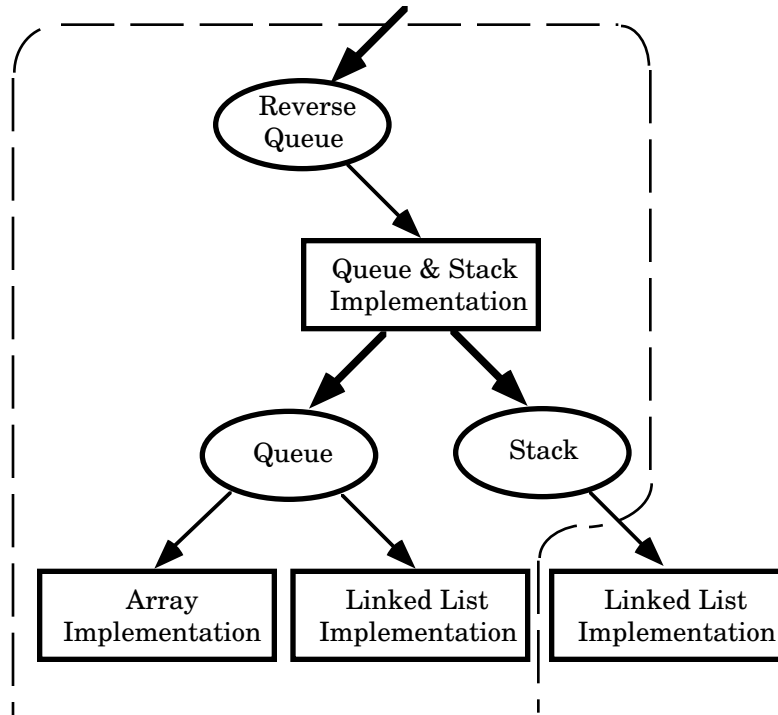 Reverse
Queue
Queue & Stack
Implementation
Queue
Stack
Array
Implementation
Linked List
Implementation
Linked List
Implementation